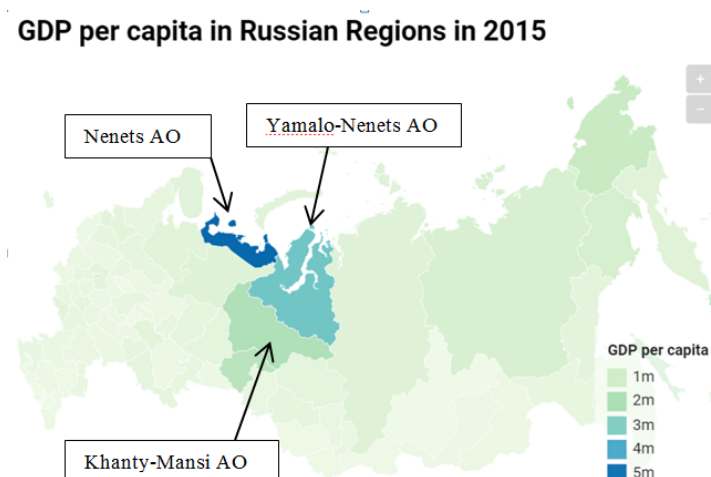 GDP per capita in Russian Regions in 2015
Nenets AO
Yamalo-Nenets AO
+
−
GDP per capita
1m
2m
3m
4m
5m
Khanty-Mansi AO